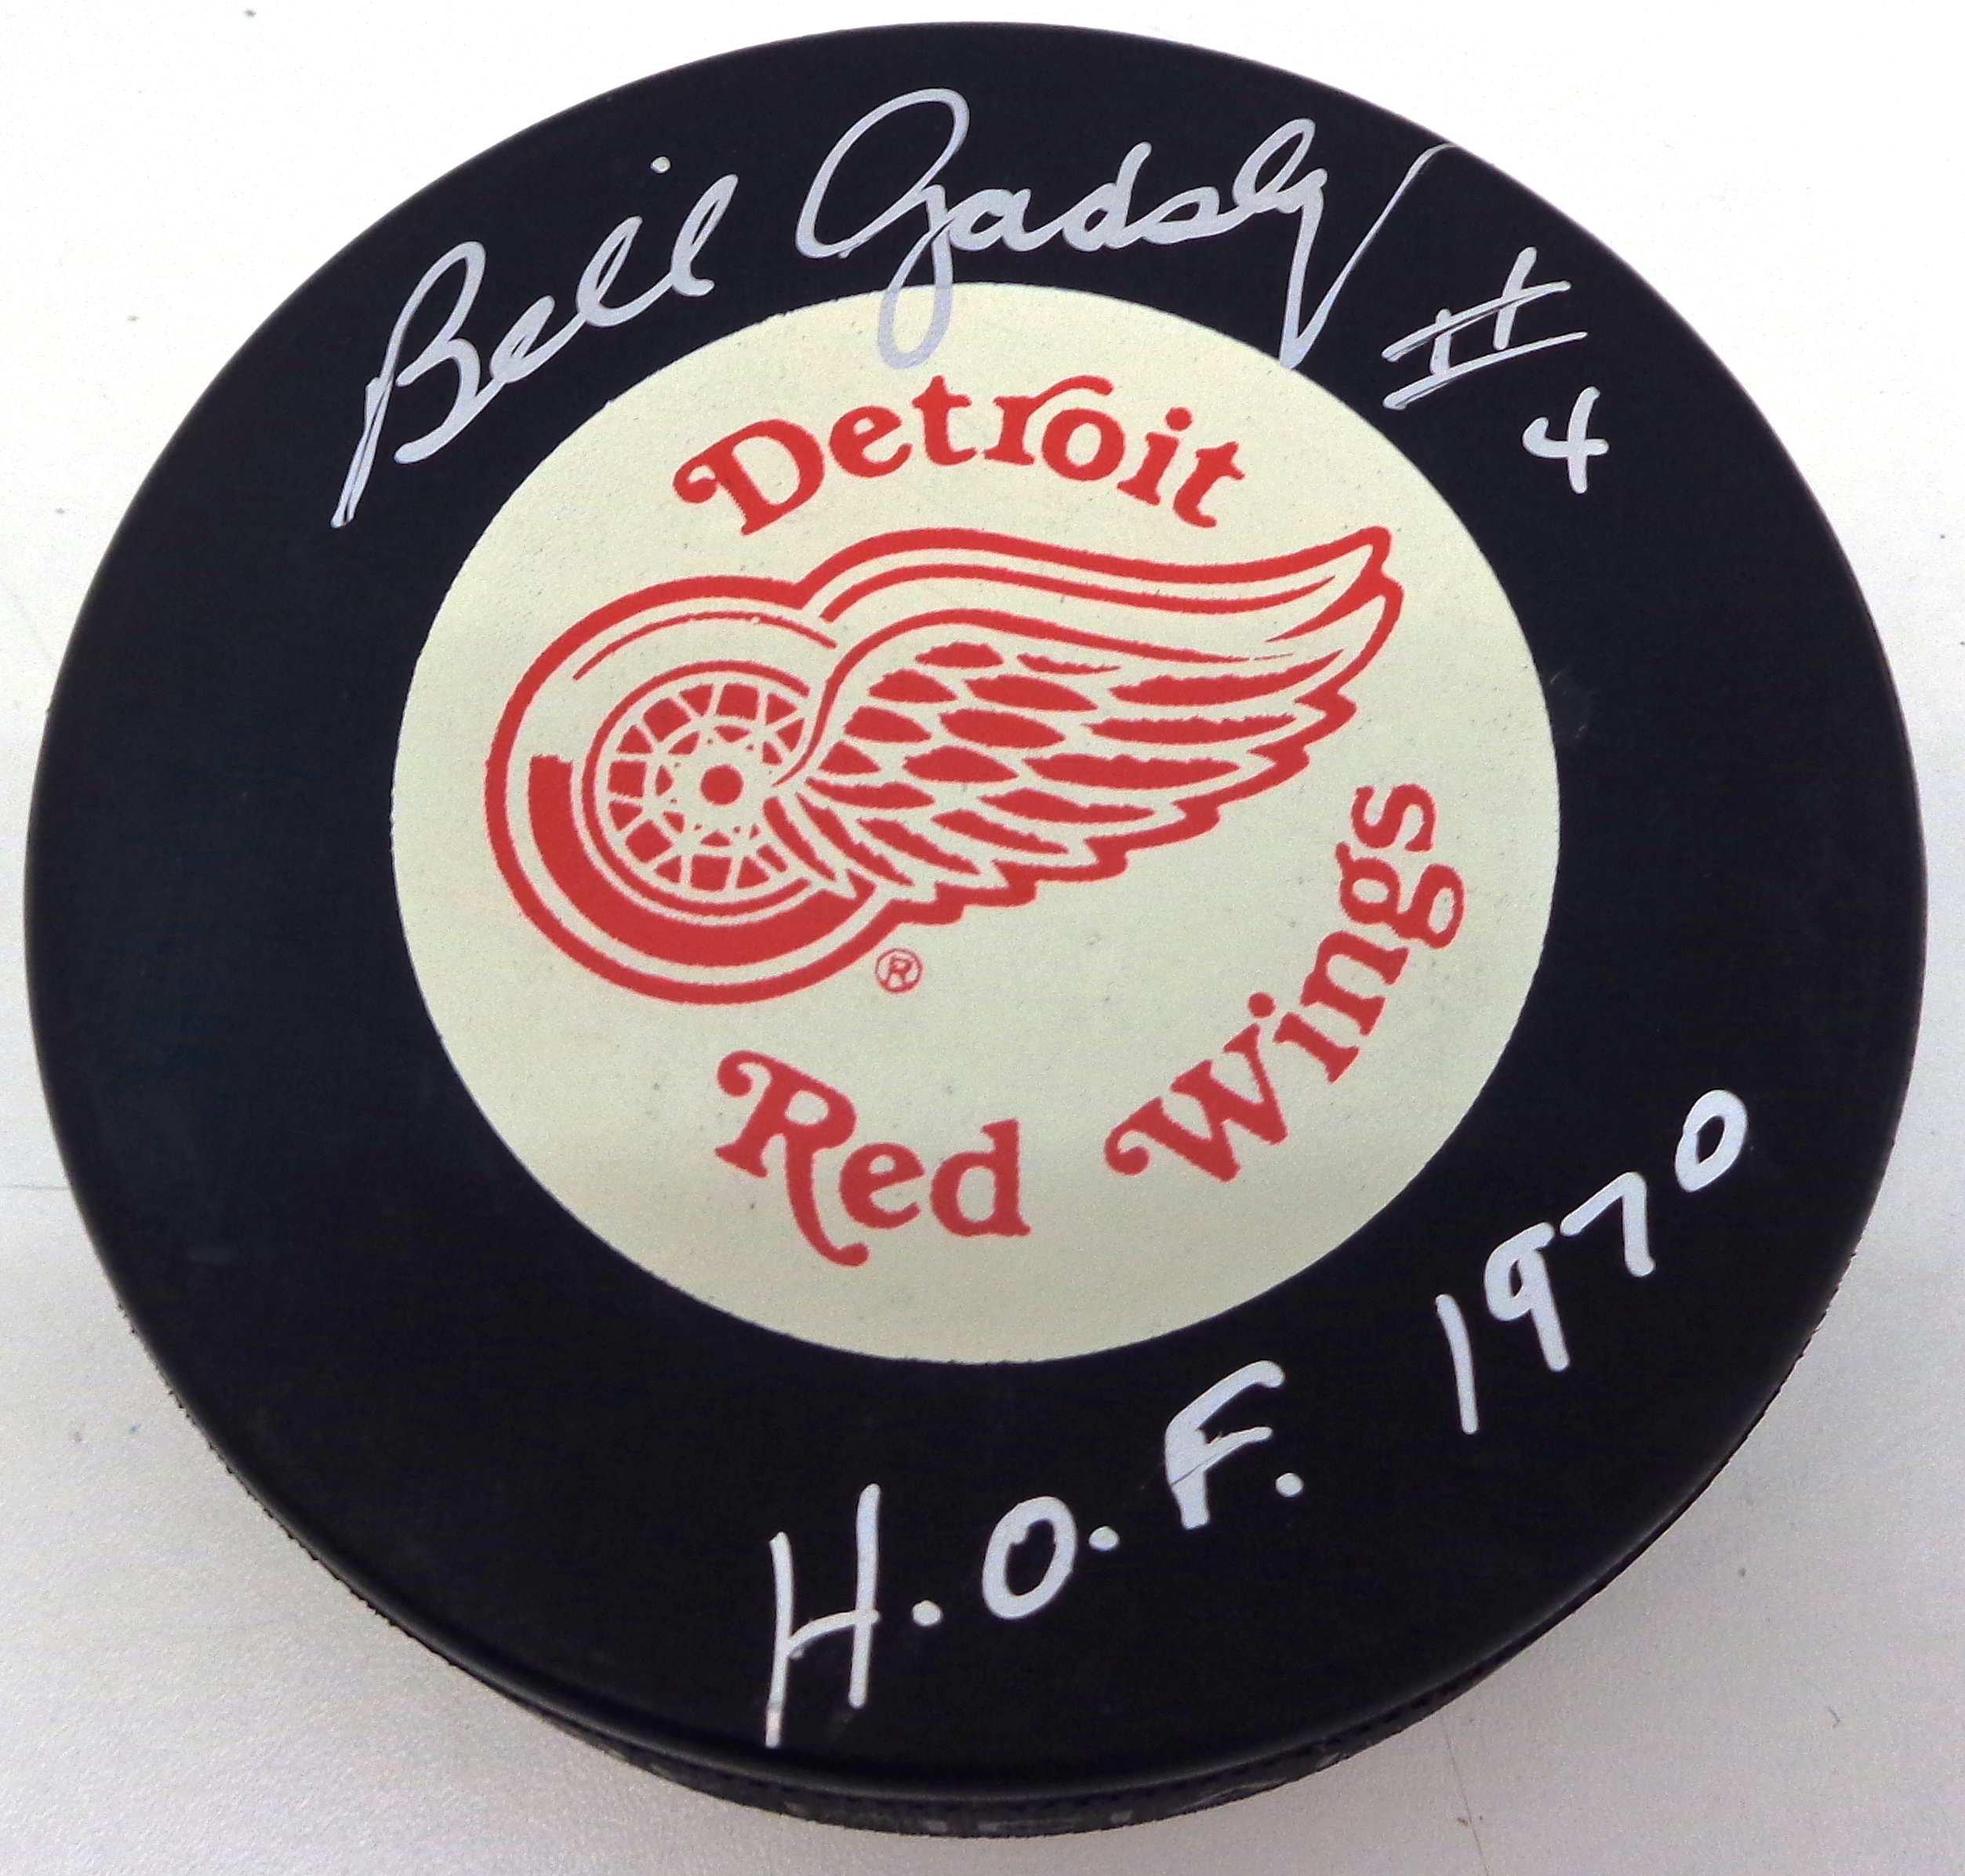 Bill Gadsby #4
Detroit
®
Red Wings
H.O.F. 1970